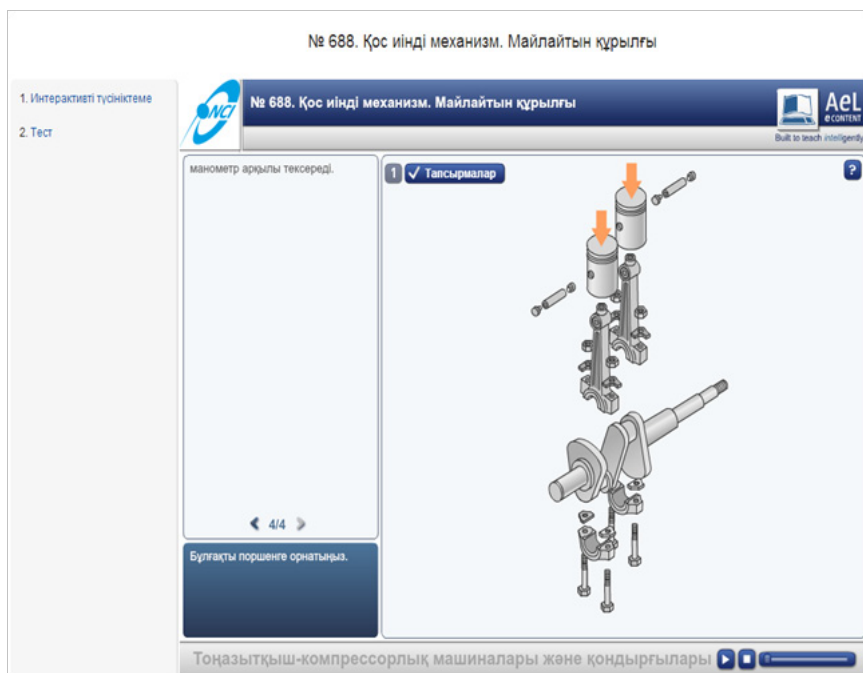 № 688. Қос иінді механизм. Майлайтын құрылғы
1. Интерактивті түсініктеме
2. Тест
NCI
№ 688. Қос иінді механизм. Майлайтын құрылғы
AeL
eCONTENT
Built to teach intelligently
манометр арқылы тексереді.
1 Тапсырмалар
?
4/4
Бұлғақты поршенге орнатыңыз.
Тоңазытқыш-компрессорлық машиналары және қондырғылары